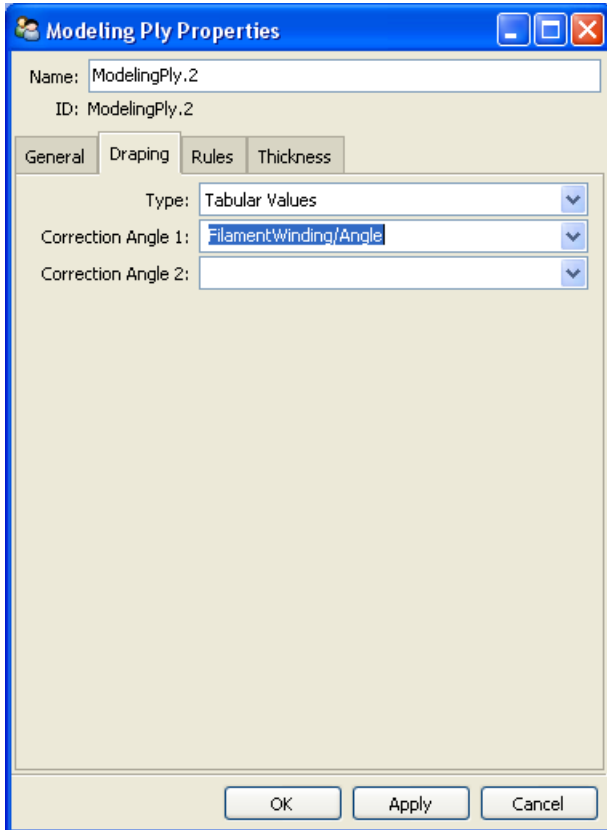 Modeling Ply Properties
Name: ModelingPly.2
ID: ModelingPly.2
General Draping Rules Thickness
Type: Tabular Values
Correction Angle 1: FilamentWinding/Angle
Correction Angle 2:
OK Apply Cancel